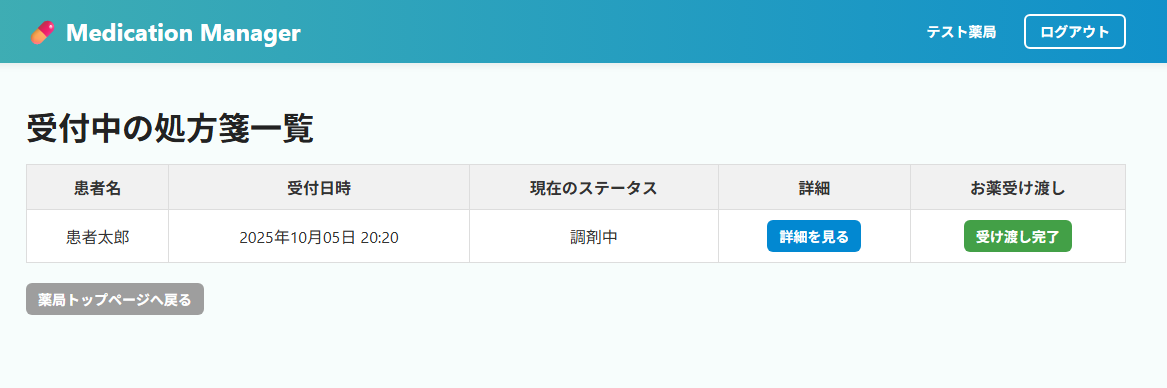 Medication Manager
テスト薬局
ログアウト
受付中の処方箋一覧
患者名 受付日時 現在のステータス 詳細 お薬受け渡し
患者太郎 2025年10月05日 20:20 調剤中 詳細を見る 受け渡し完了
薬局トップページへ戻る